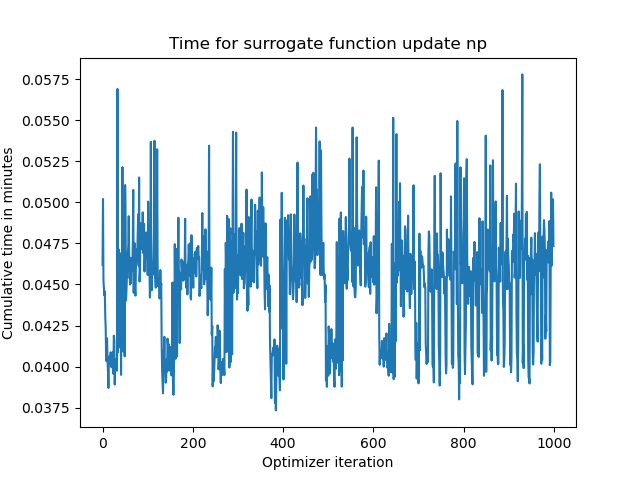 Time for surrogate function update np
Cumulative time in minutes
0.0575
0.0550
0.0525
0.0500
0.0475
0.0450
0.0425
0.0400
0.0375
0 200 400 600 800 1000
Optimizer iteration